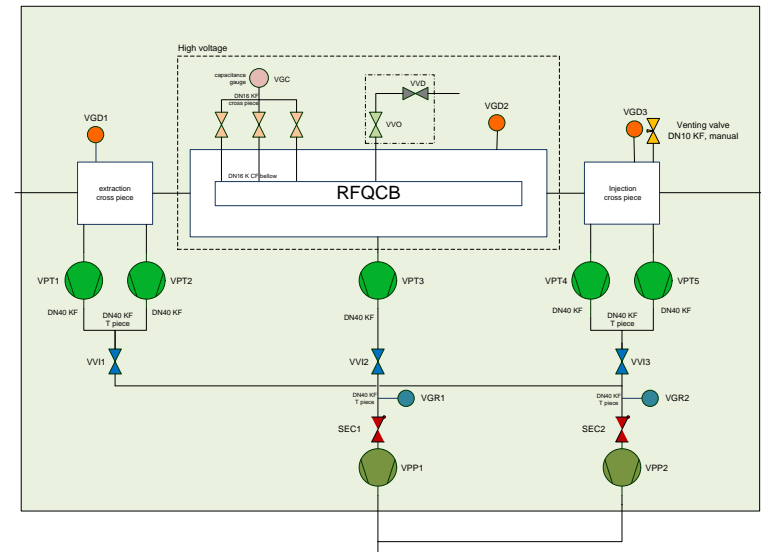 High voltage
capacitance
gauge
VGC
DN16 KF
cross piece
VVD
VVO
VGD1
VGD2
VGD3
Venting valve
DN10 KF, manual
extraction
cross piece
DN16 K CF bellow
RFQCB
Injection
cross piece
VPT1
VPT2
VPT3
VPT4
VPT5
DN40 KF
DN40 KF
T piece
DN40 KF
DN40 KF
DN40 KF
DN40 KF
T piece
DN40 KF
VVI1
VVI2
VVI3
DN40 KF
T piece
VGR1
DN40 KF
T piece
VGR2
SEC1
SEC2
VPP1
VPP2